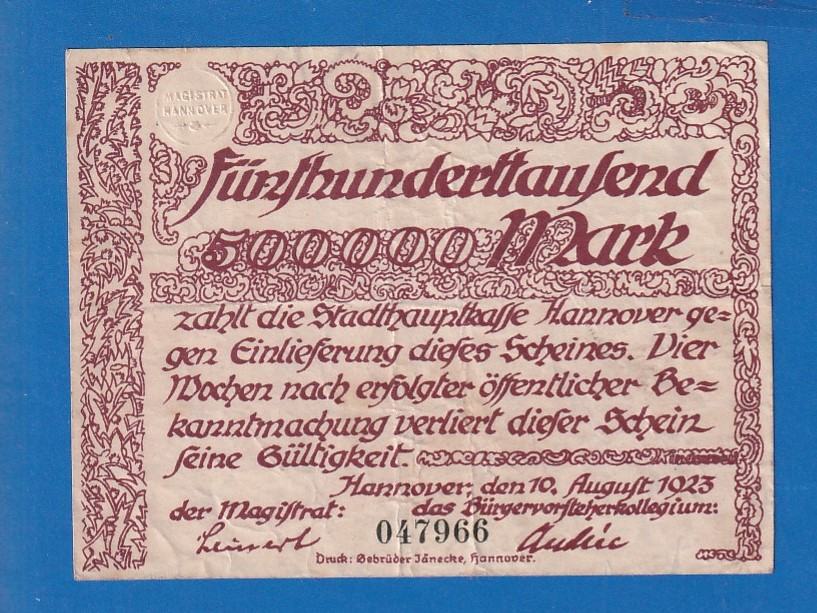 MAGISTRAT
HANNOVER
Fünfhunderttauſend
500000 Mark
zahlt die Stadthauptkaſſe Hannover ge=
gen Einlieferung dieſes Scheines. Vier
Wochen nach erfolgter öffentlicher Be=
kanntmachung verliert dieſer Schein
ſeine Gültigkeit.
Hannover, den 10. Auguſt 1923
der Magiſtrat: das Bürgervorſteherkollegium:
Leinert 047966
Druck: Gebrüder Jänecke, Hannover.